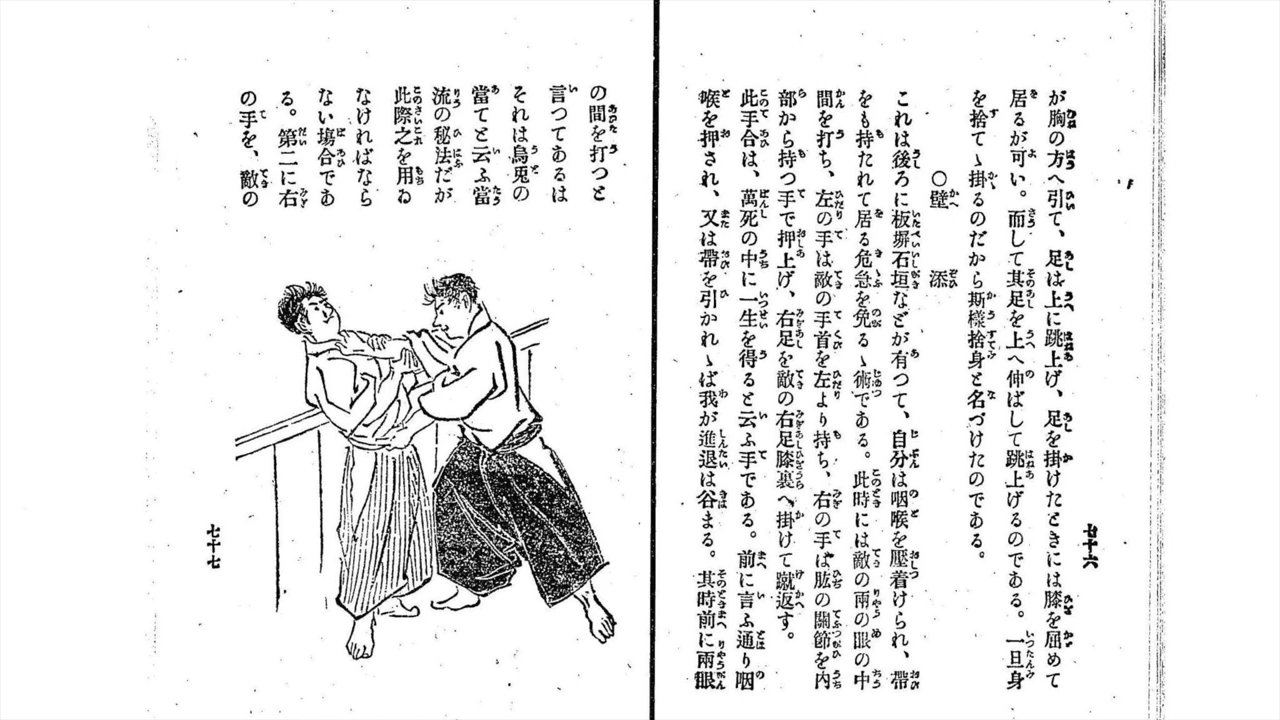 が胸の方へ引て、足は上に跳上げ、足を掛けたときには膝を屈めて
居るが可い。而して其足を上へ伸ばして跳上げるのである。一旦身
を捨てゝ掛るのだから斯樣捨身と名づけたのである。
○壁添
これは後ろに板塀石垣などが有つて、自分は咽喉を壓着けられ、帶
をも持たれて居る危急を免るゝ術である。此時には敵の兩の眼の中
間を打ち、左の手は敵の手首を左より持ち、右の手は肱の關節を内
部から持つ手で押上げ、右足を敵の右足膝裏へ掛けて蹴返す。
此手合は、萬死の中に一生を得ると云ふ手である。前に言ふ通り咽
喉を押され、又は帶を引かれゝば我が進退は谷まる。其時前に兩眼
七十六
の間を打つと
言つてあるは
それは烏兎の
當てと云ふ當
流の秘法だが
此際之を用ゐ
なければなら
ない塲合であ
る。第二に右
の手を、敵の
七十七